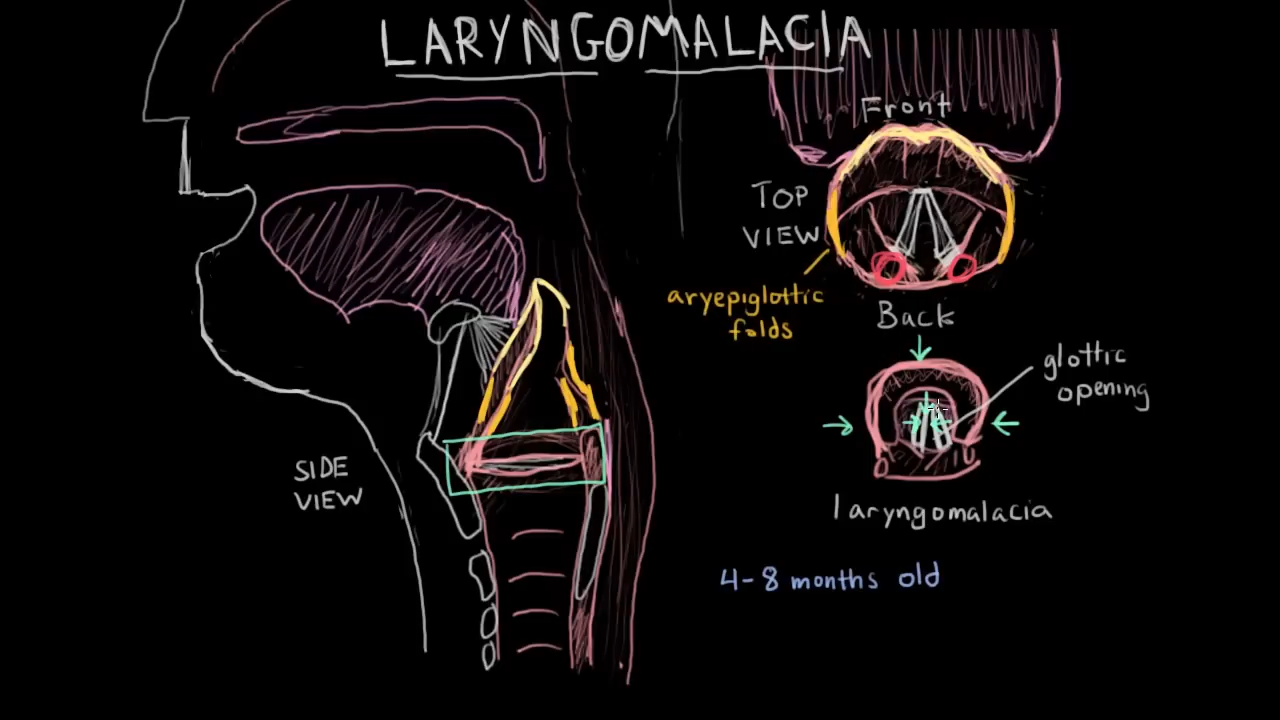 LARYNGOMALACIA
Front
TOP
VIEW
aryepiglottic
folds
Back
glottic
opening
SIDE
VIEW
laryngomalacia
4-8 months old